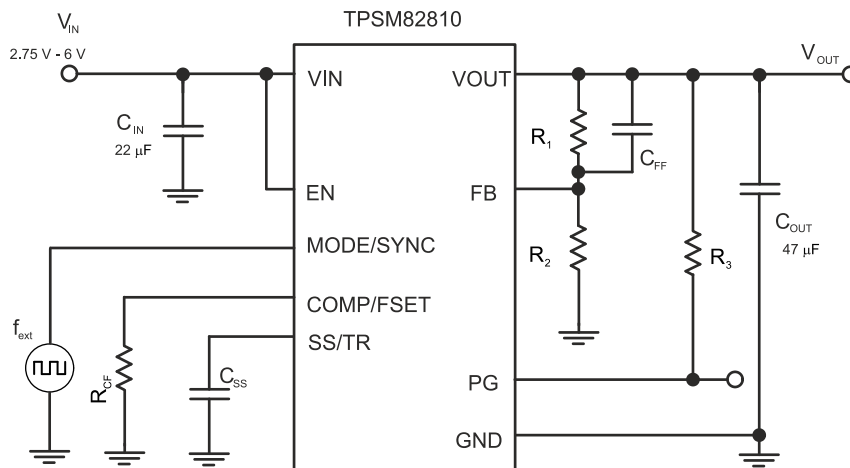 TPSM82810
V_IN
2.75 V - 6 V
VIN
VOUT
V_OUT
C_IN
22 µF
R_1
C_FF
EN
FB
MODE/SYNC
R_2
C_OUT
47 µF
R_3
COMP/FSET
f_ext
SS/TR
R_CF
C_SS
PG
GND